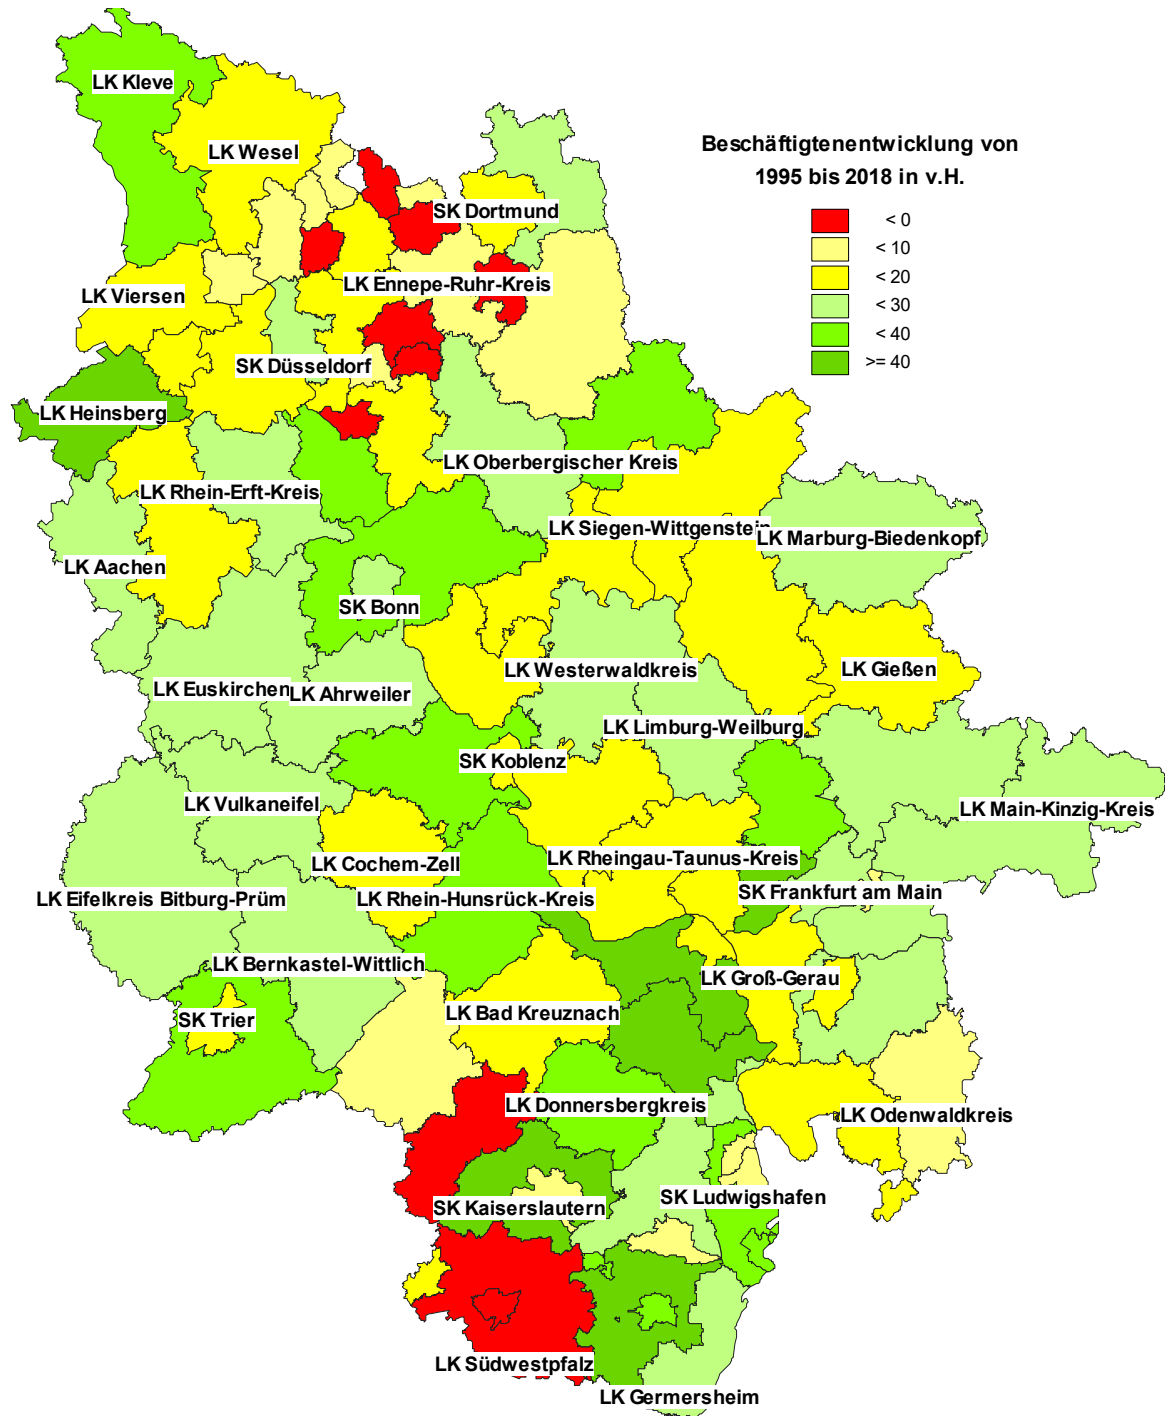 Beschäftigtenentwicklung von
1995 bis 2018 in v.H.
< 0
< 10
< 20
< 30
< 40
>= 40
LK Kleve
LK Wesel
SK Dortmund
LK Ennepe-Ruhr-Kreis
LK Viersen
SK Düsseldorf
LK Heinsberg
LK Oberbergischer Kreis
LK Rhein-Erft-Kreis
LK Siegen-Wittgenstein
LK Marburg-Biedenkopf
LK Aachen
SK Bonn
LK Westerwaldkreis
LK Gießen
LK Euskirchen
LK Ahrweiler
LK Limburg-Weilburg
SK Koblenz
LK Vulkaneifel
LK Main-Kinzig-Kreis
LK Cochem-Zell
LK Rheingau-Taunus-Kreis
LK Eifelkreis Bitburg-Prüm
LK Rhein-Hunsrück-Kreis
SK Frankfurt am Main
LK Bernkastel-Wittlich
LK Groß-Gerau
SK Trier
LK Bad Kreuznach
LK Donnersbergkreis
LK Odenwaldkreis
SK Kaiserslautern
SK Ludwigshafen
LK Südwestpfalz
LK Germersheim